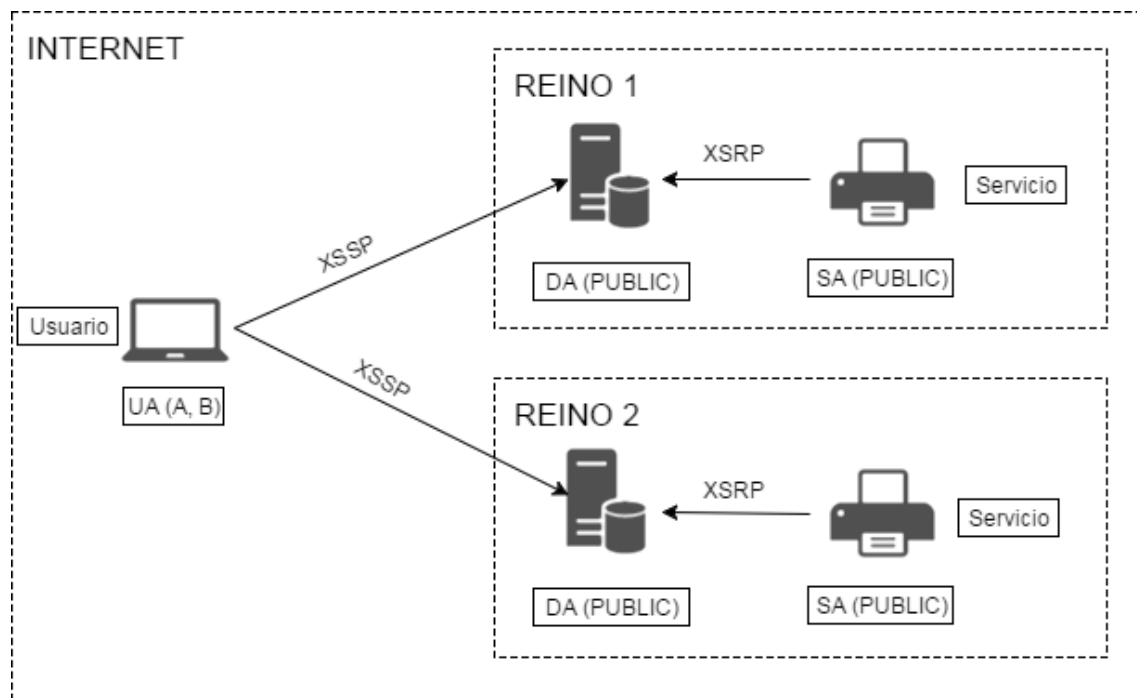 INTERNET
REINO 1
XSRP
Servicio
DA (PUBLIC)
SA (PUBLIC)
XSSP
Usuario
UA (A, B)
XSSP
REINO 2
XSRP
Servicio
DA (PUBLIC)
SA (PUBLIC)